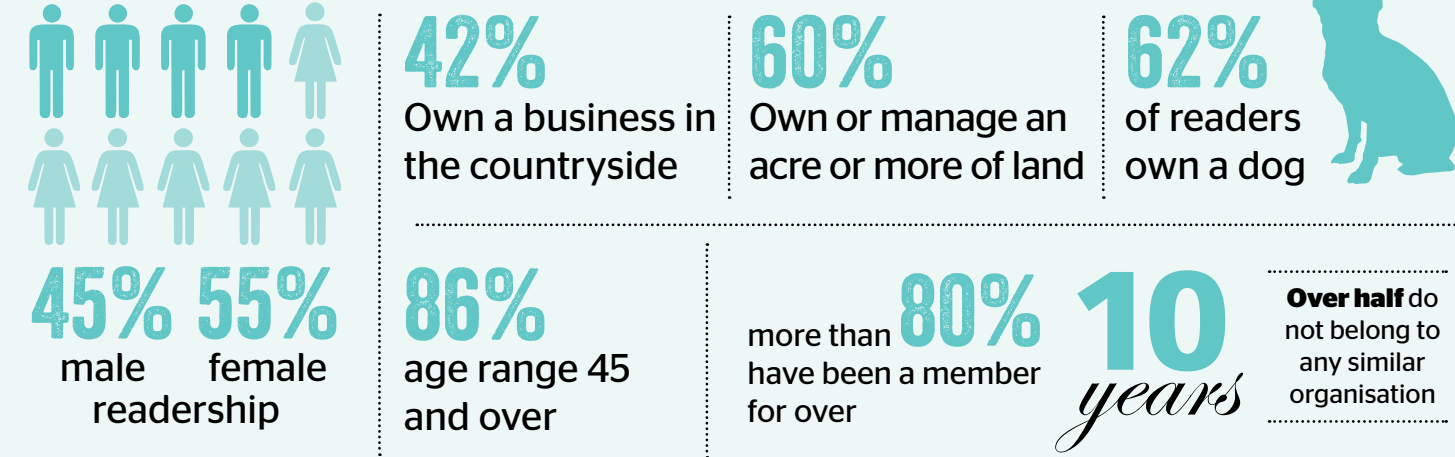 45% 55%
male female
readership
42%
Own a business in
the countryside
60%
Own or manage an
acre or more of land
62%
of readers
own a dog
86%
age range 45
and over
more than 80%
have been a member
for over
10
years
Over half do
not belong to
any similar
organisation